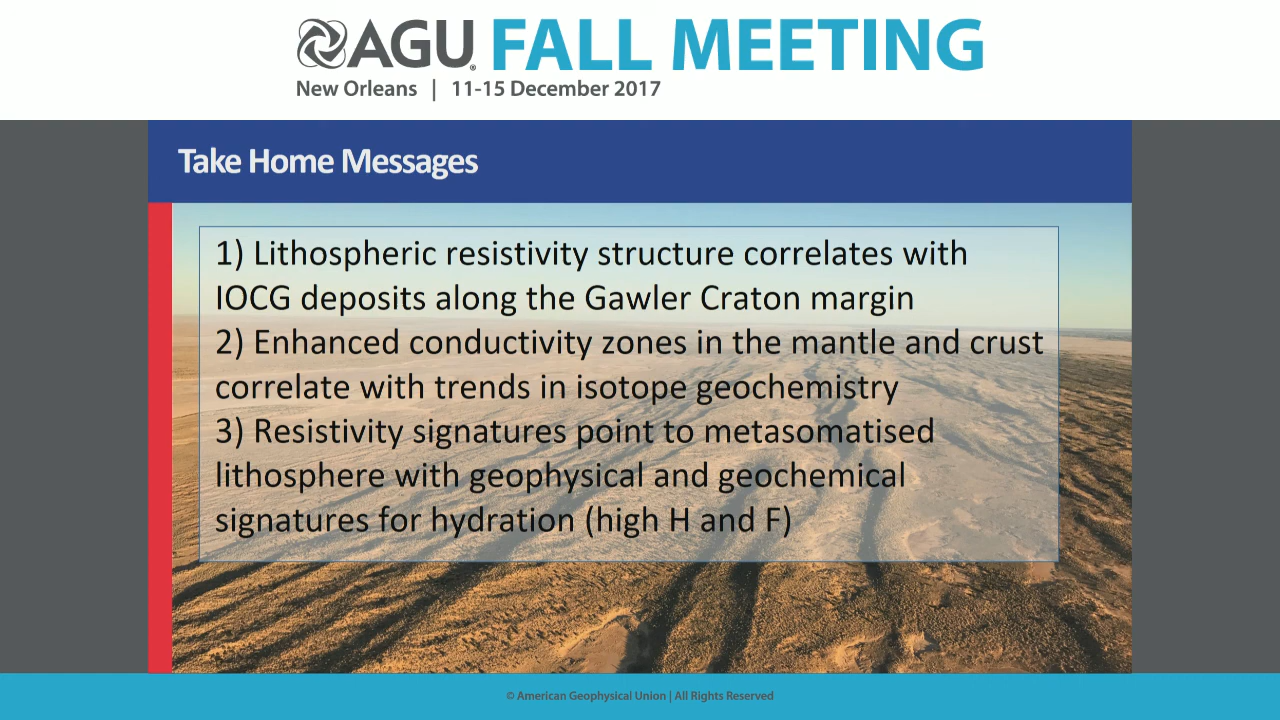 AGU FALL MEETING
New Orleans | 11-15 December 2017
Take Home Messages
1) Lithospheric resistivity structure correlates with
IOCG deposits along the Gawler Craton margin
2) Enhanced conductivity zones in the mantle and crust
correlate with trends in isotope geochemistry
3) Resistivity signatures point to metasomatised
lithosphere with geophysical and geochemical
signatures for hydration (high H and F)
© American Geophysical Union | All Rights Reserved